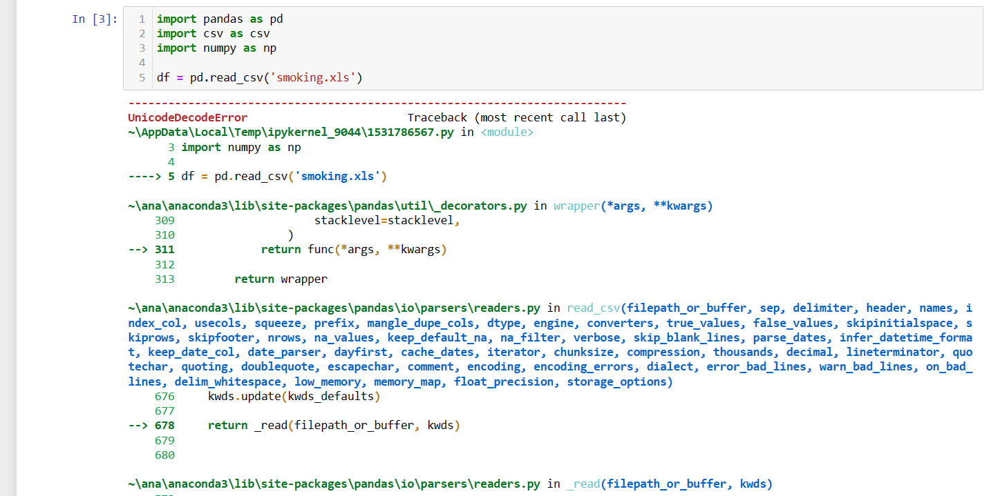 In [3]:
1 import pandas as pd
2 import csv as csv
3 import numpy as np
4
5 df = pd.read_csv('smoking.xls')
---------------------------------------------------------------------------
UnicodeDecodeError                        Traceback (most recent call last)
~\AppData\Local\Temp\ipykernel_9044\1531786567.py in <module>
      3 import numpy as np
      4
----> 5 df = pd.read_csv('smoking.xls')
~\ana\anaconda3\lib\site-packages\pandas\util\_decorators.py in wrapper(*args, **kwargs)
    309                     stacklevel=stacklevel,
    310                 )
--> 311             return func(*args, **kwargs)
    312
    313         return wrapper
~\ana\anaconda3\lib\site-packages\pandas\io\parsers\readers.py in read_csv(filepath_or_buffer, sep, delimiter, header, names, i
ndex_col, usecols, squeeze, prefix, mangle_dupe_cols, dtype, engine, converters, true_values, false_values, skipinitialspace, s
kiprows, skipfooter, nrows, na_values, keep_default_na, na_filter, verbose, skip_blank_lines, parse_dates, infer_datetime_forma
t, keep_date_col, date_parser, dayfirst, cache_dates, iterator, chunksize, compression, thousands, decimal, lineterminator, quo
techar, quoting, doublequote, escapechar, comment, encoding, encoding_errors, dialect, error_bad_lines, warn_bad_lines, on_bad_
lines, delim_whitespace, low_memory, memory_map, float_precision, storage_options)
    676     kwds.update(kwds_defaults)
    677
--> 678     return _read(filepath_or_buffer, kwds)
    679
    680
~\ana\anaconda3\lib\site-packages\pandas\io\parsers\readers.py in _read(filepath_or_buffer, kwds)